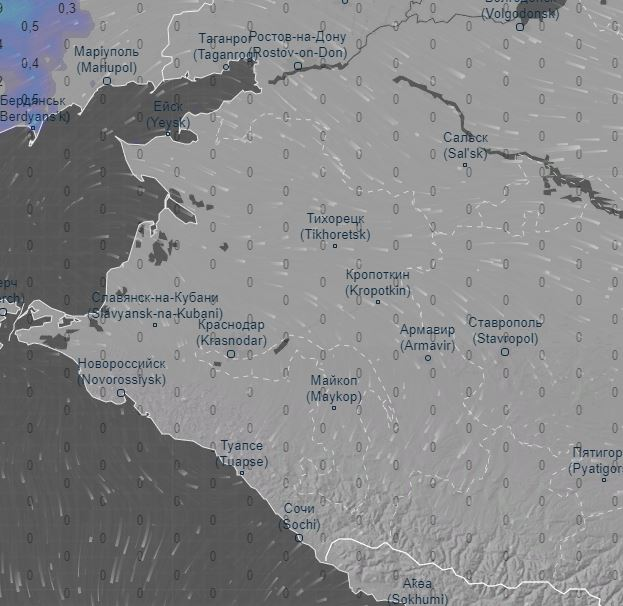 0,3
0,5
Волгодонск
(Volgodonsk)
Маріуполь
(Mariupol)
Таганрог
(Taganrog)
Ростов-на-Дону
(Rostov-on-Don)
0,4
Бердянськ
(Berdyans'k)
Ейск
(Yeysk)
Сальск
(Sal'sk)
Тихорецк
(Tikhoretsk)
Кропоткин
(Kropotkin)
Славянск-на-Кубани
(Slavyansk-na-Kubani)
Краснодар
(Krasnodar)
Армавир
(Armavir)
Ставрополь
(Stavropol)
Новороссийск
(Novorossiysk)
Майкоп
(Maykop)
Туапсе
(Tuapse)
Пятигор
(Pyatigor
Сочи
(Sochi)
Аҟәа
(Sokhumi)